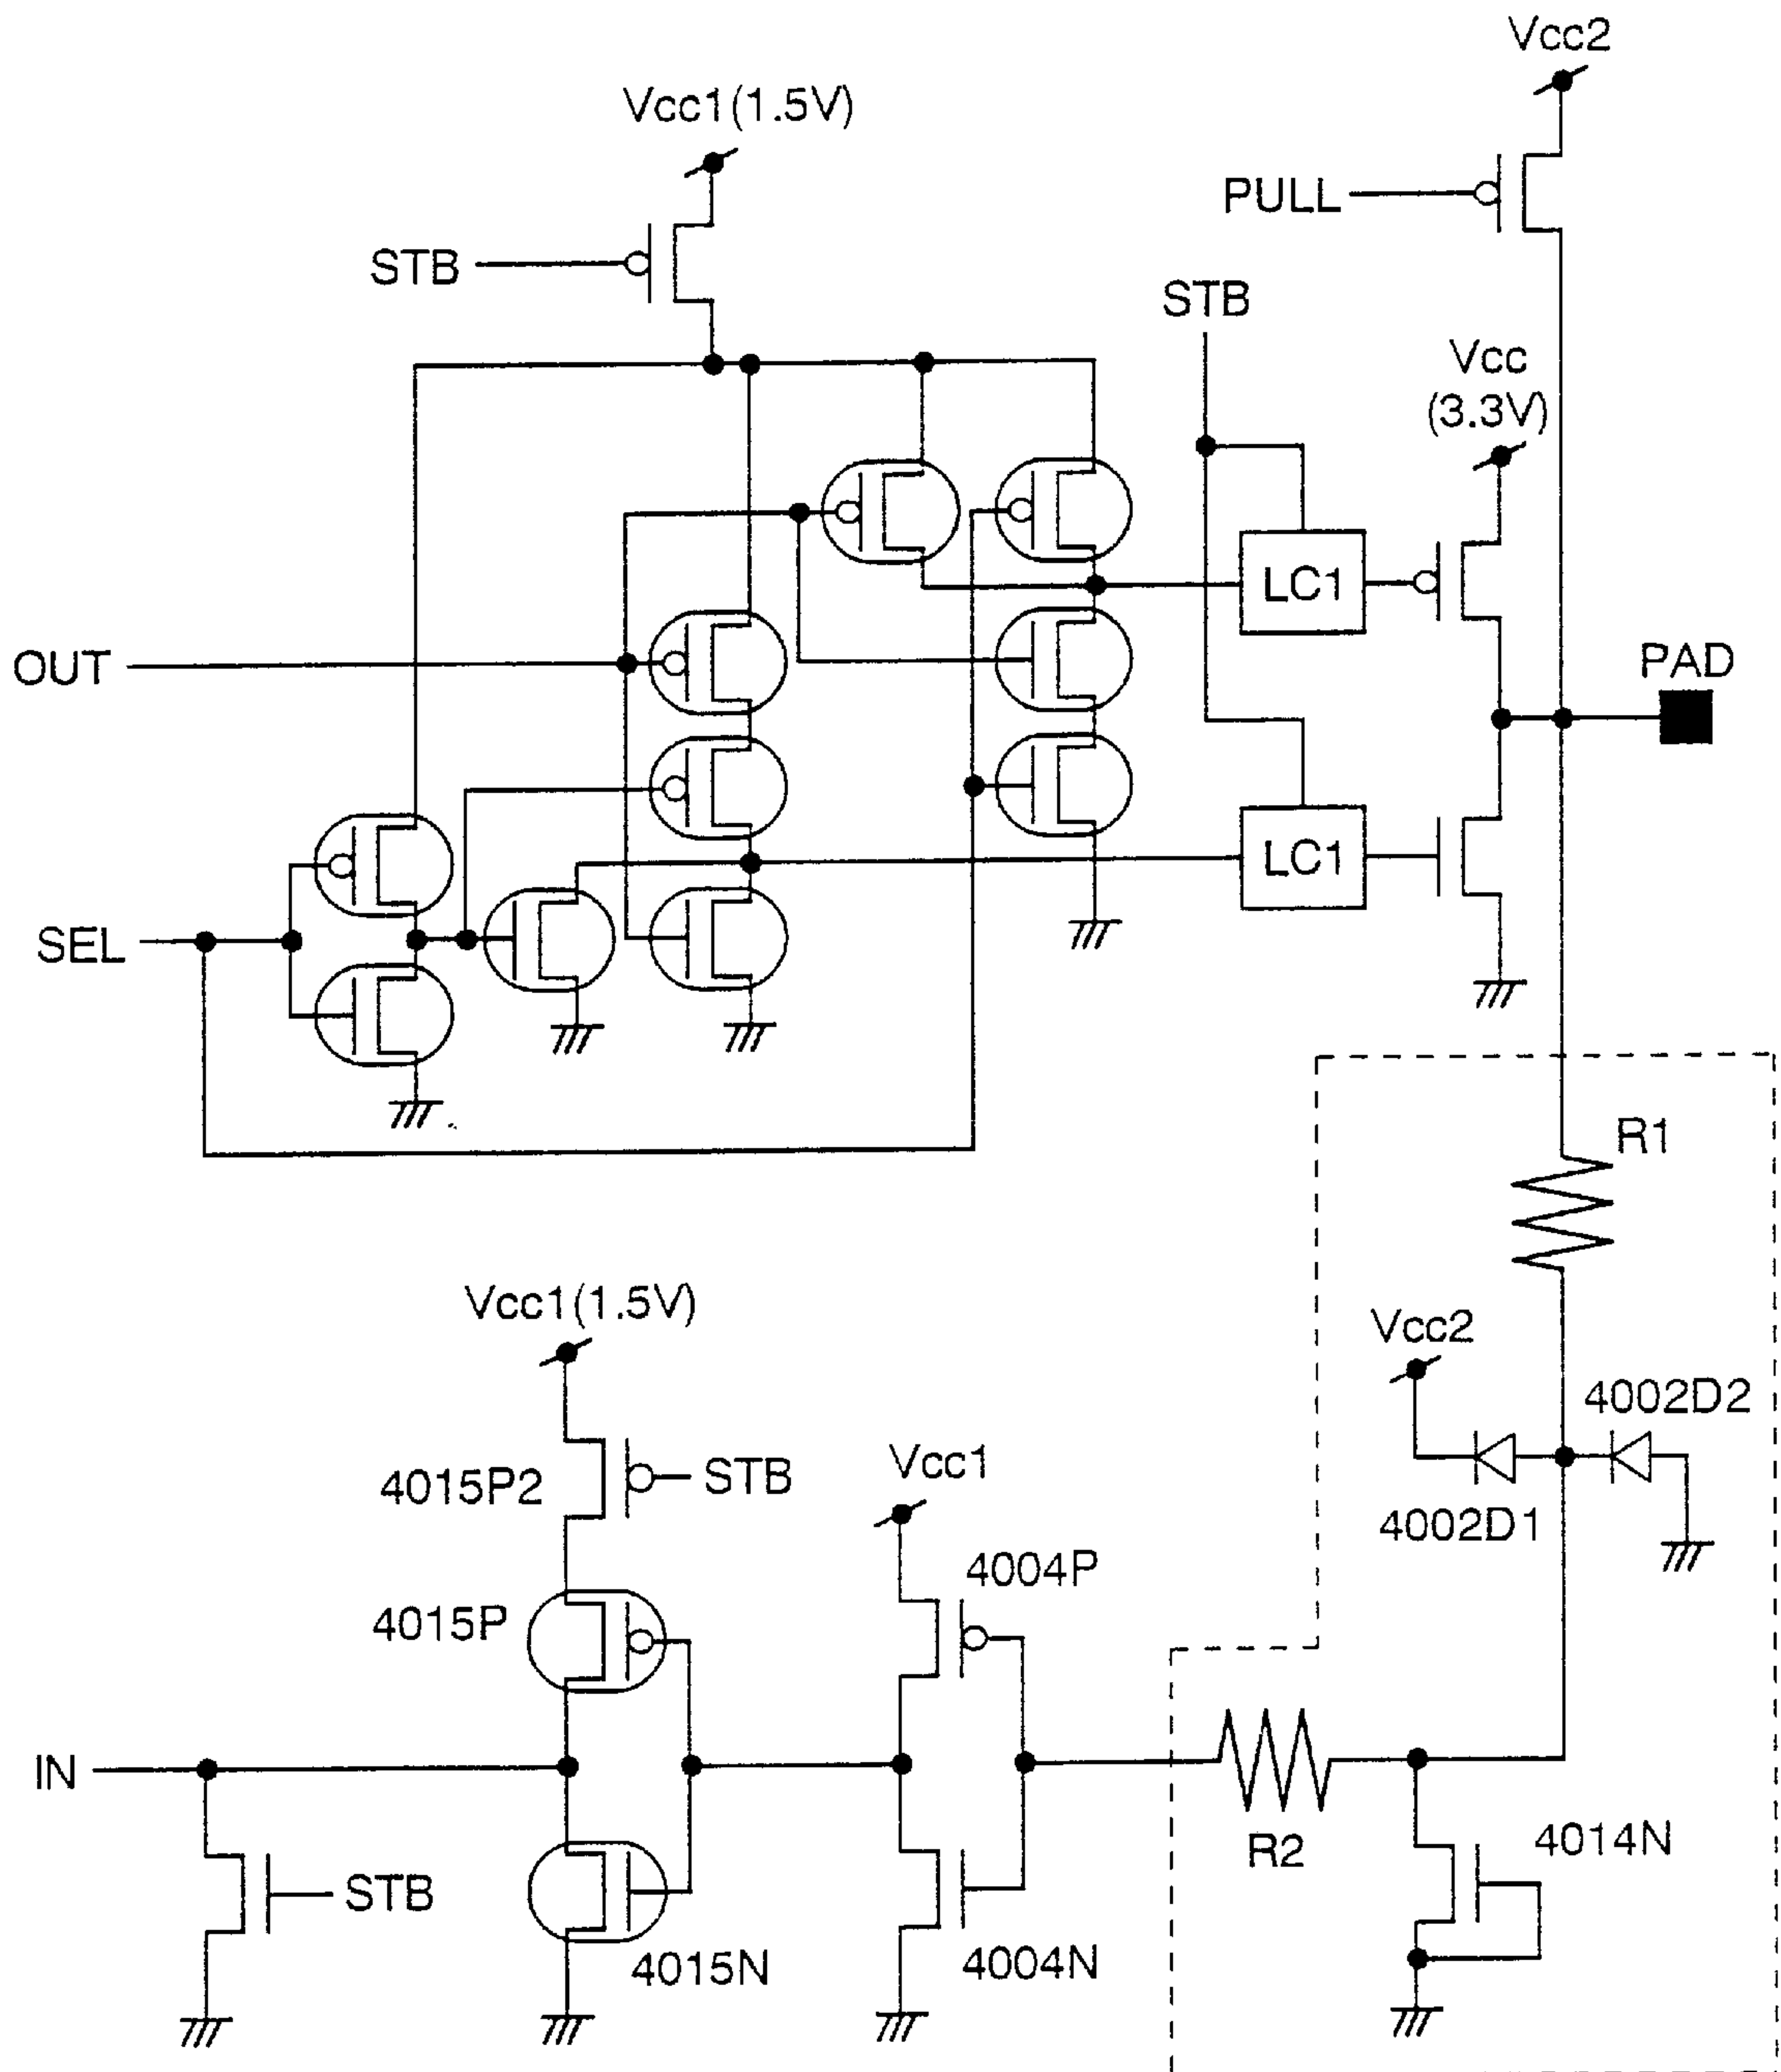 Vcc2
Vcc1(1.5V)
PULL
STB
STB
Vcc
(3.3V)
LC1
OUT
PAD
LC1
SEL
R1
Vcc1(1.5V)
Vcc2
4002D2
4015P2
STB
Vcc1
4002D1
4004P
4015P
IN
R2
4014N
STB
4015N
4004N